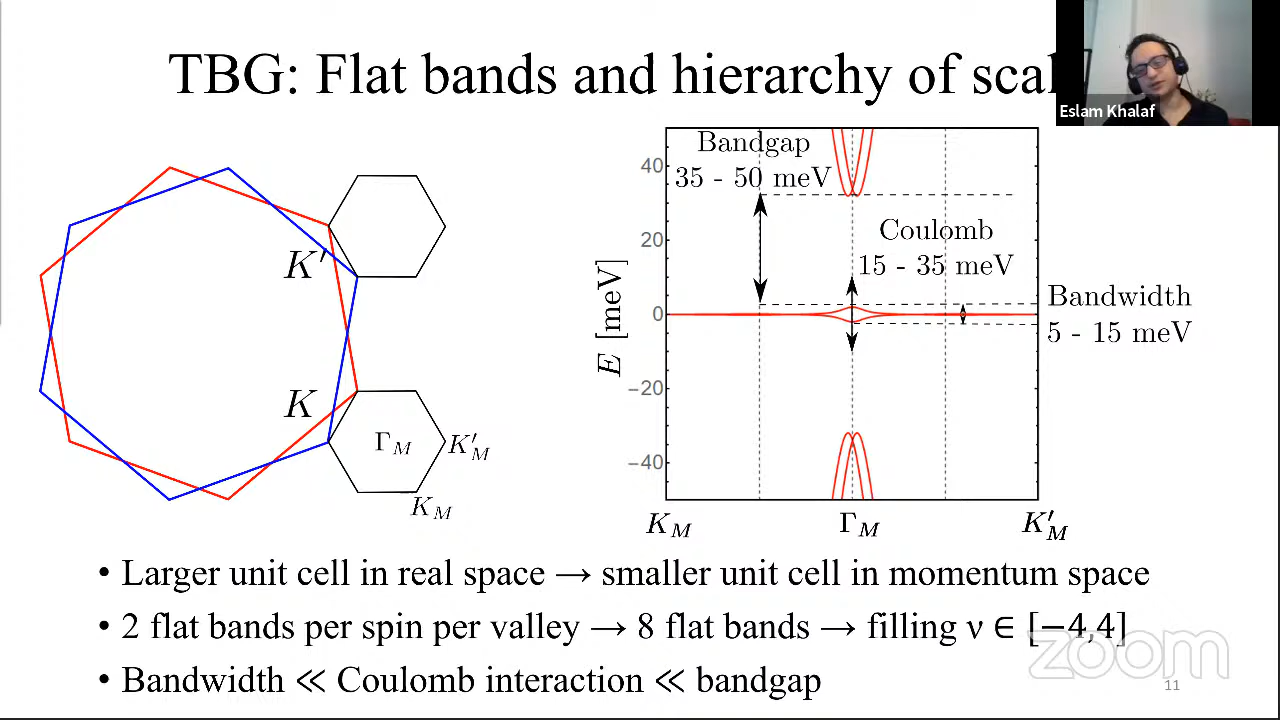 TBG: Flat bands and hierarchy of scal
Eslam Khalaf
K'
K
Γ_M
K'_M
K_M
Bandgap
35 - 50 meV
Coulomb
15 - 35 meV
Bandwidth
5 - 15 meV
E [meV]
40
20
0
−20
−40
K_M
Γ_M
K'_M
• Larger unit cell in real space → smaller unit cell in momentum space
• 2 flat bands per spin per valley → 8 flat bands → filling ν ∈ [−4,4]
• Bandwidth ≪ Coulomb interaction ≪ bandgap
zoom
11